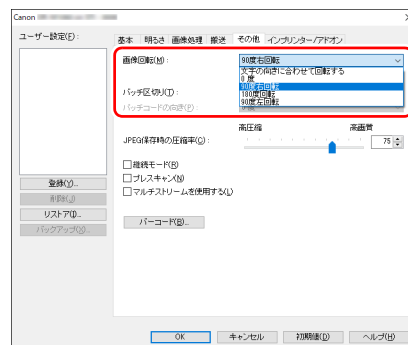 Canon
ユーザー設定(F):
基本 明るさ 画像処理 搬送 その他 インプリンター/アドオン
画像回転(M):
90度右回転
文字の向きに合わせて回転する
0 度
90度右回転
180度回転
90度左回転
バッチ区切り(T):
バッチコードの向き(P):
JPEG保存時の圧縮率(C):
高圧縮
高画質
75
継続モード(R)
プレスキャン(N)
マルチストリームを使用する(L)
バーコード(B)...
登録(Y)...
削除(J)
リストア(I)...
バックアップ(X)...
OK
キャンセル
初期値(D)
ヘルプ(H)